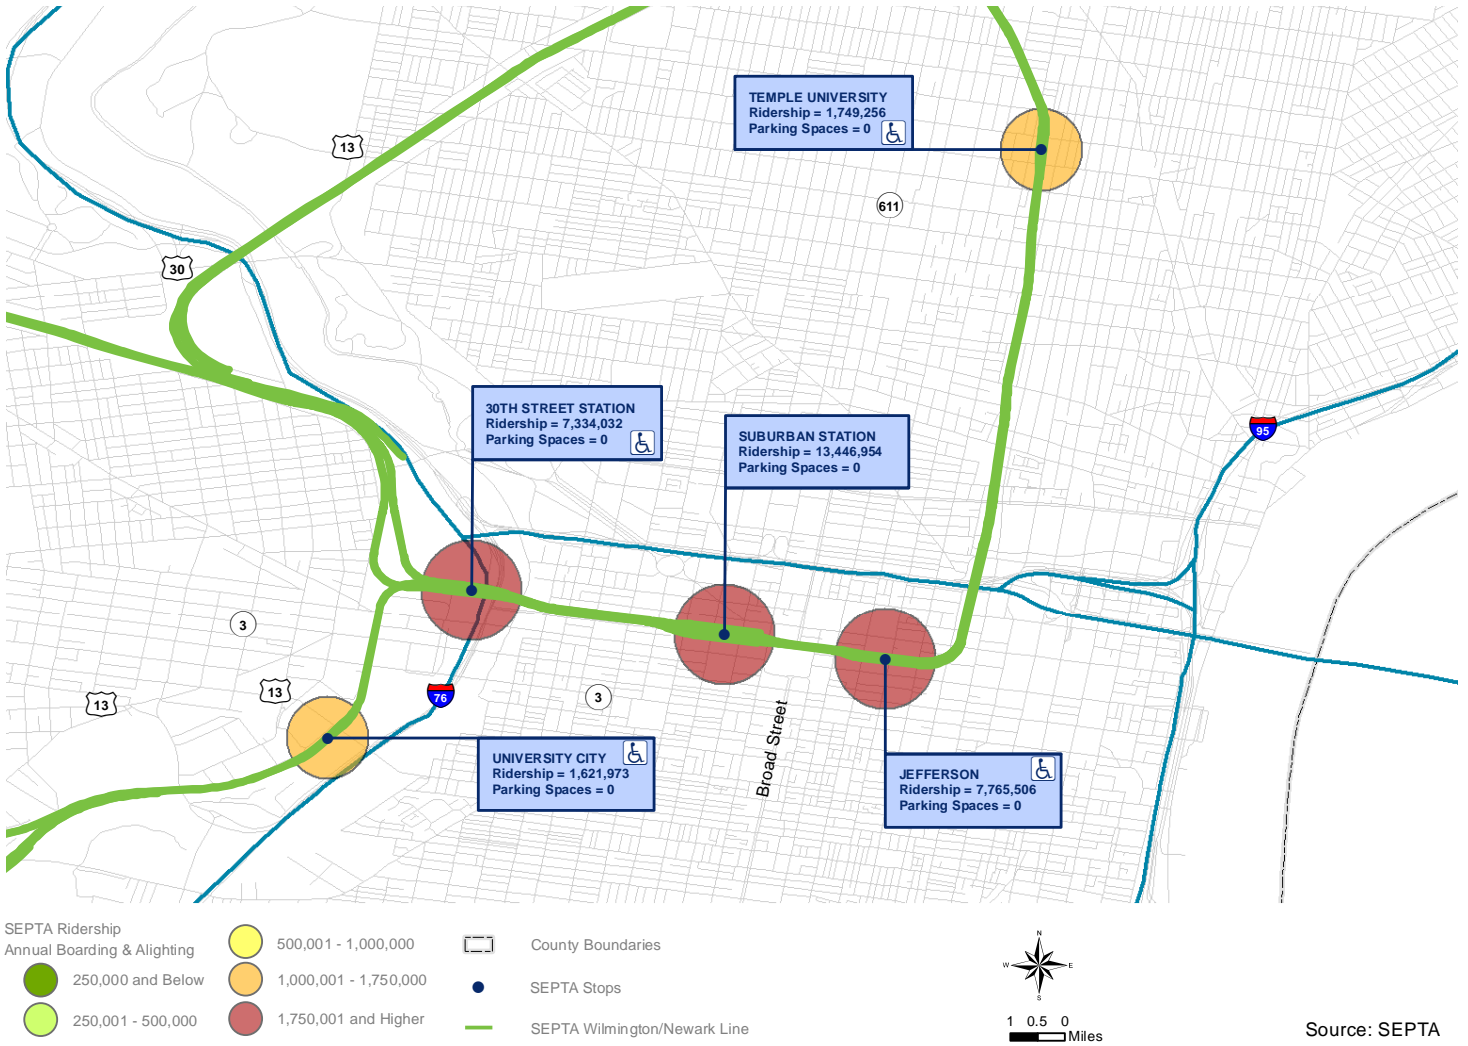 TEMPLE UNIVERSITY
Ridership = 1,749,256
Parking Spaces = 0
13
611
30
30TH STREET STATION
Ridership = 7,334,032
Parking Spaces = 0
SUBURBAN STATION
Ridership = 13,446,954
Parking Spaces = 0
95
3
13
13
76
3
Broad Street
UNIVERSITY CITY
Ridership = 1,621,973
Parking Spaces = 0
JEFFERSON
Ridership = 7,765,506
Parking Spaces = 0
SEPTA Ridership
Annual Boarding & Alighting
250,000 and Below
250,001 - 500,000
500,001 - 1,000,000
1,000,001 - 1,750,000
1,750,001 and Higher
County Boundaries
SEPTA Stops
SEPTA Wilmington/Newark Line
N
W E
S
1 0.5 0
Miles
Source: SEPTA